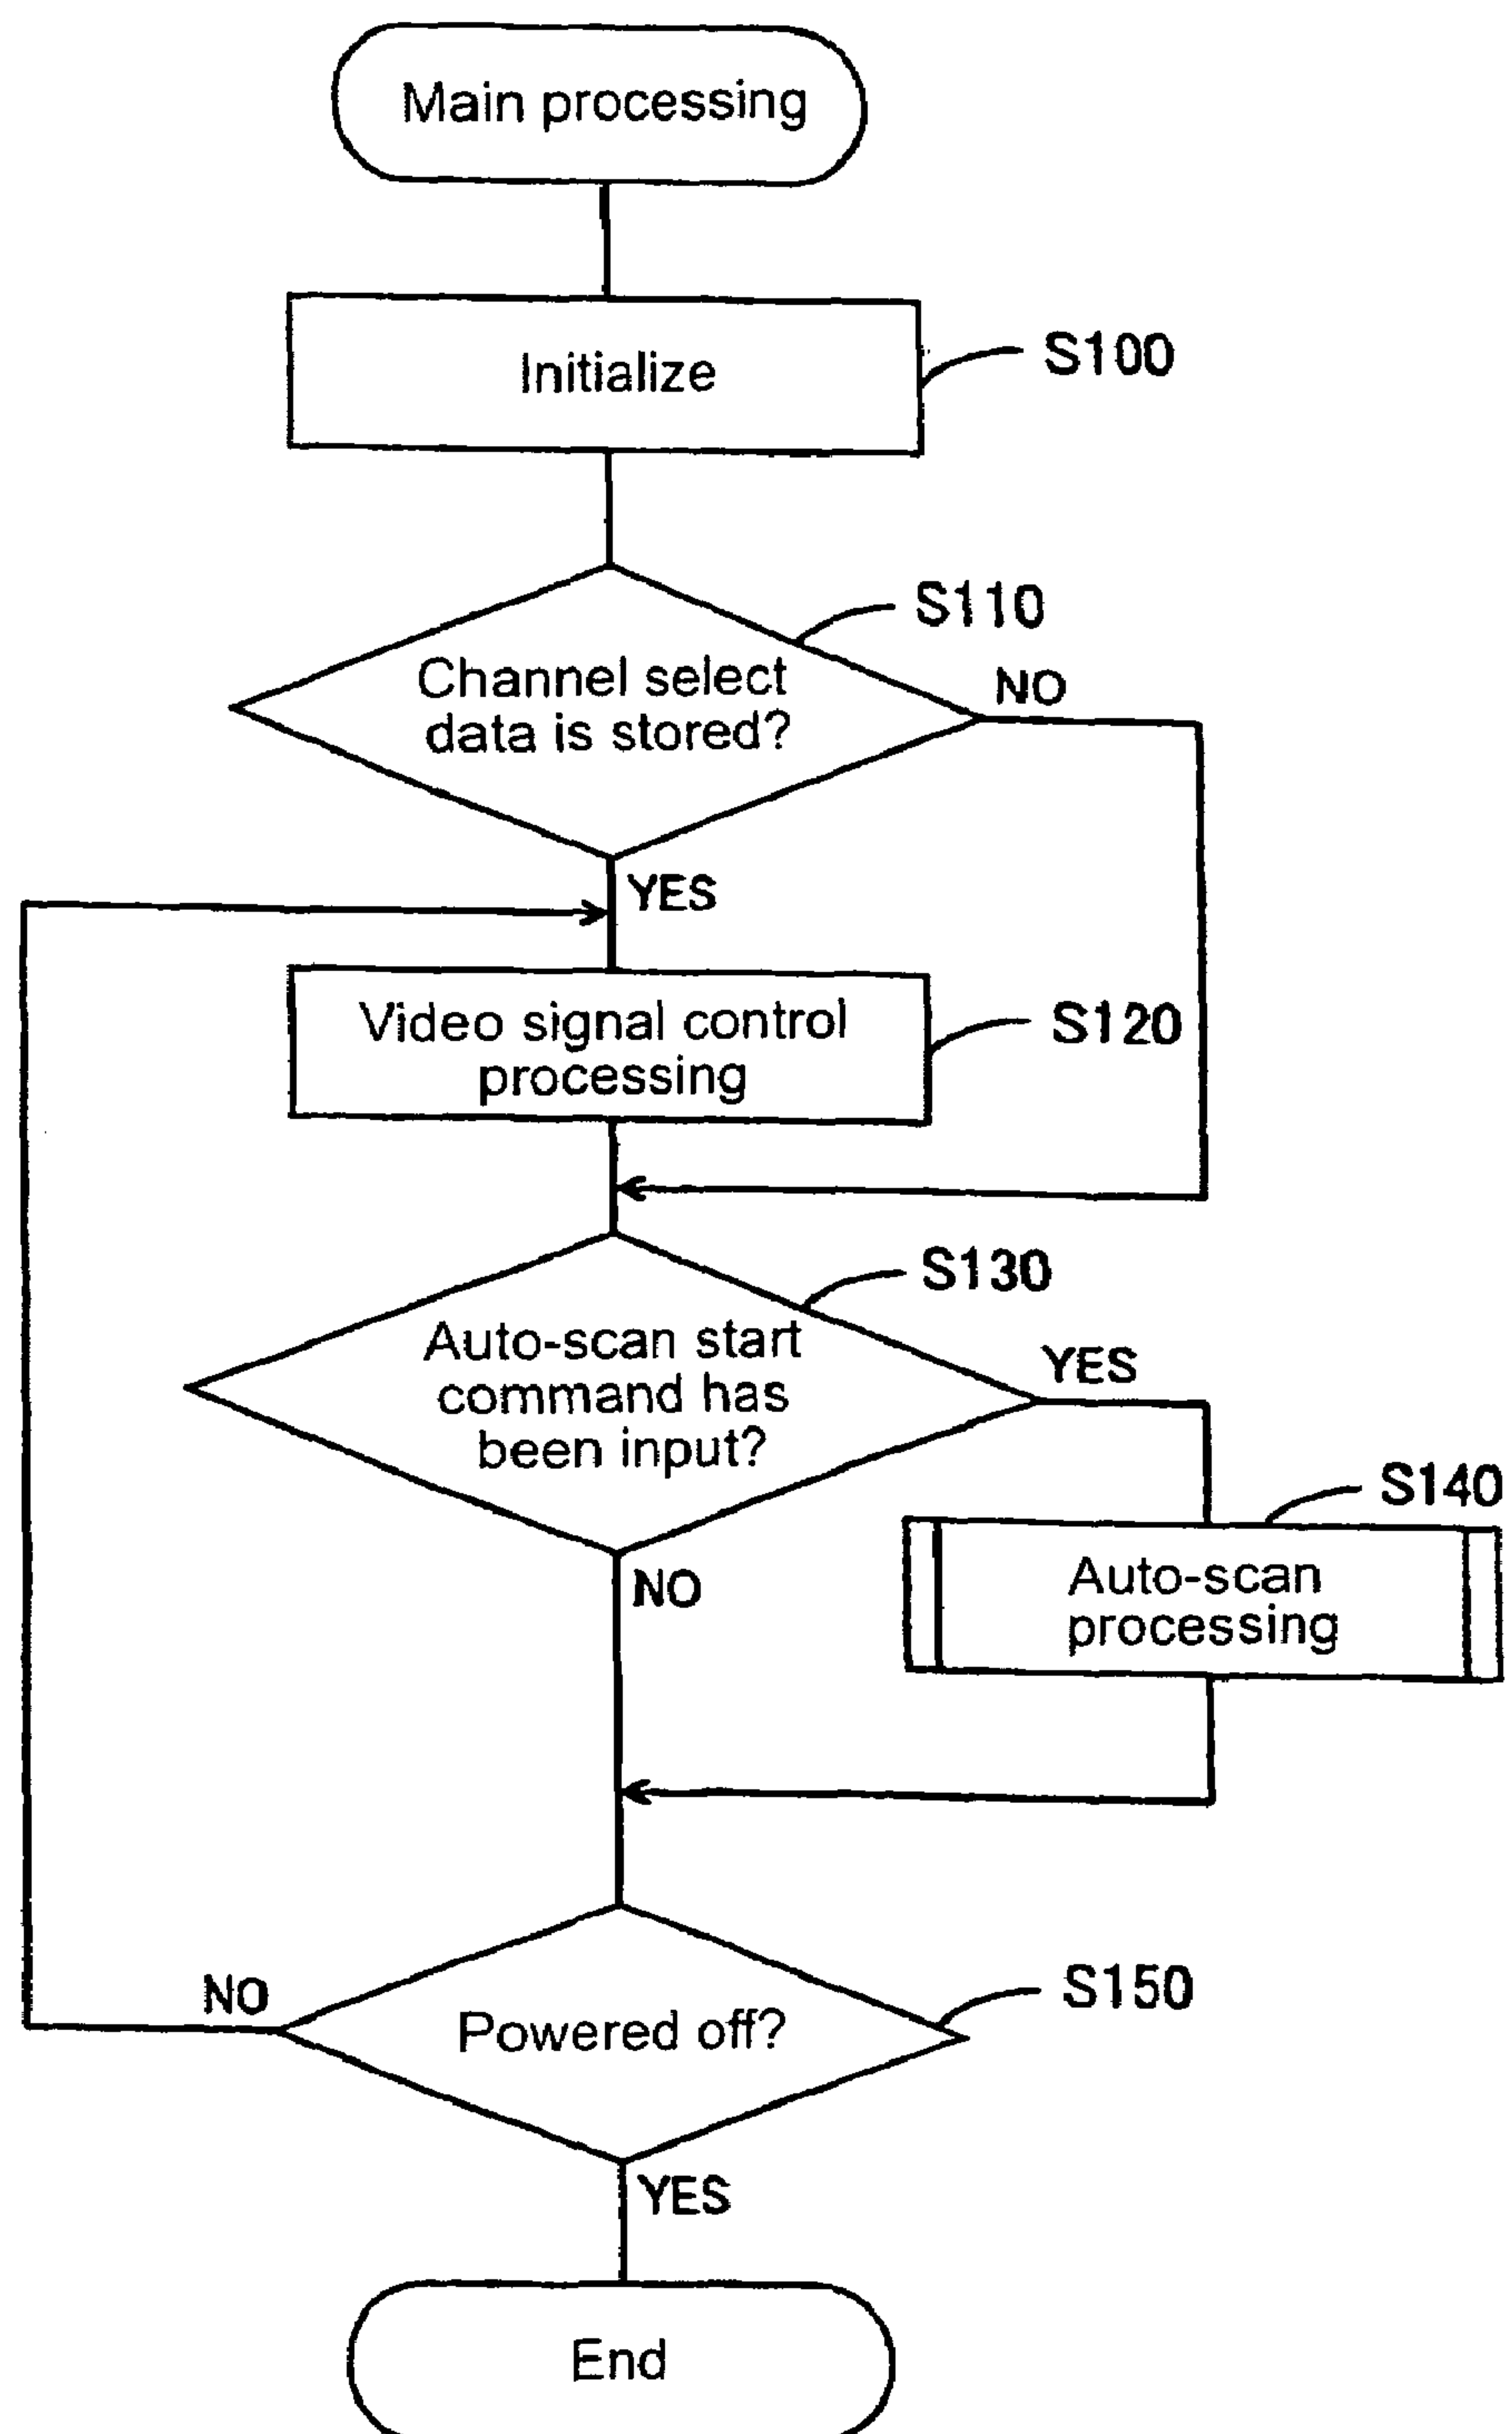 Main processing
Initialize
S100
S110
Channel select
data is stored?
NO
YES
Video signal control
processing
S120
S130
Auto-scan start
command has
been input?
YES
S140
NO
Auto-scan
processing
NO
S150
Powered off?
YES
End